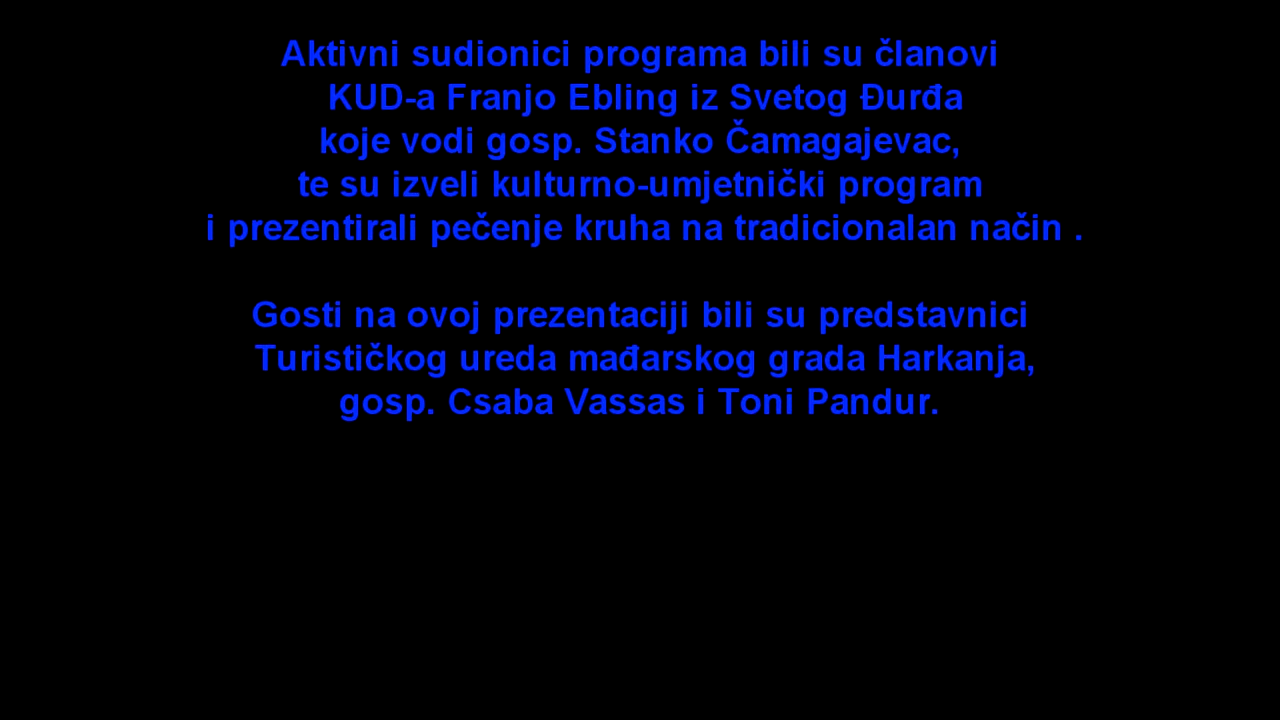 Aktivni sudionici programa bili su članovi
KUD-a Franjo Ebling iz Svetog Đurđa
koje vodi gosp. Stanko Čamagajevac,
te su izveli kulturno-umjetnički program
i prezentirali pečenje kruha na tradicionalan način .
Gosti na ovoj prezentaciji bili su predstavnici
Turističkog ureda mađarskog grada Harkanja,
gosp. Csaba Vassas i Toni Pandur.